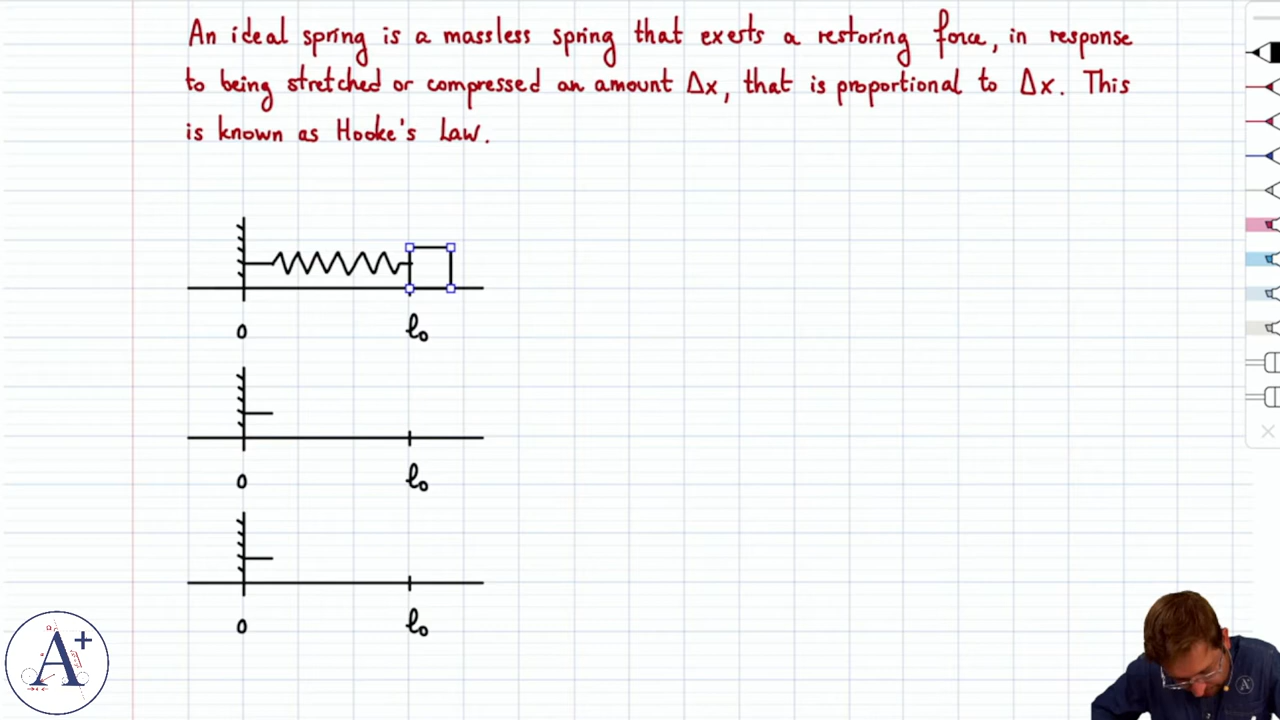 An ideal spring is a massless spring that exerts a restoring force, in response
to being stretched or compressed an amount Δx, that is proportional to Δx. This
is known as Hooke's Law.
0 ℓ₀
0 ℓ₀
0 ℓ₀
A+
A